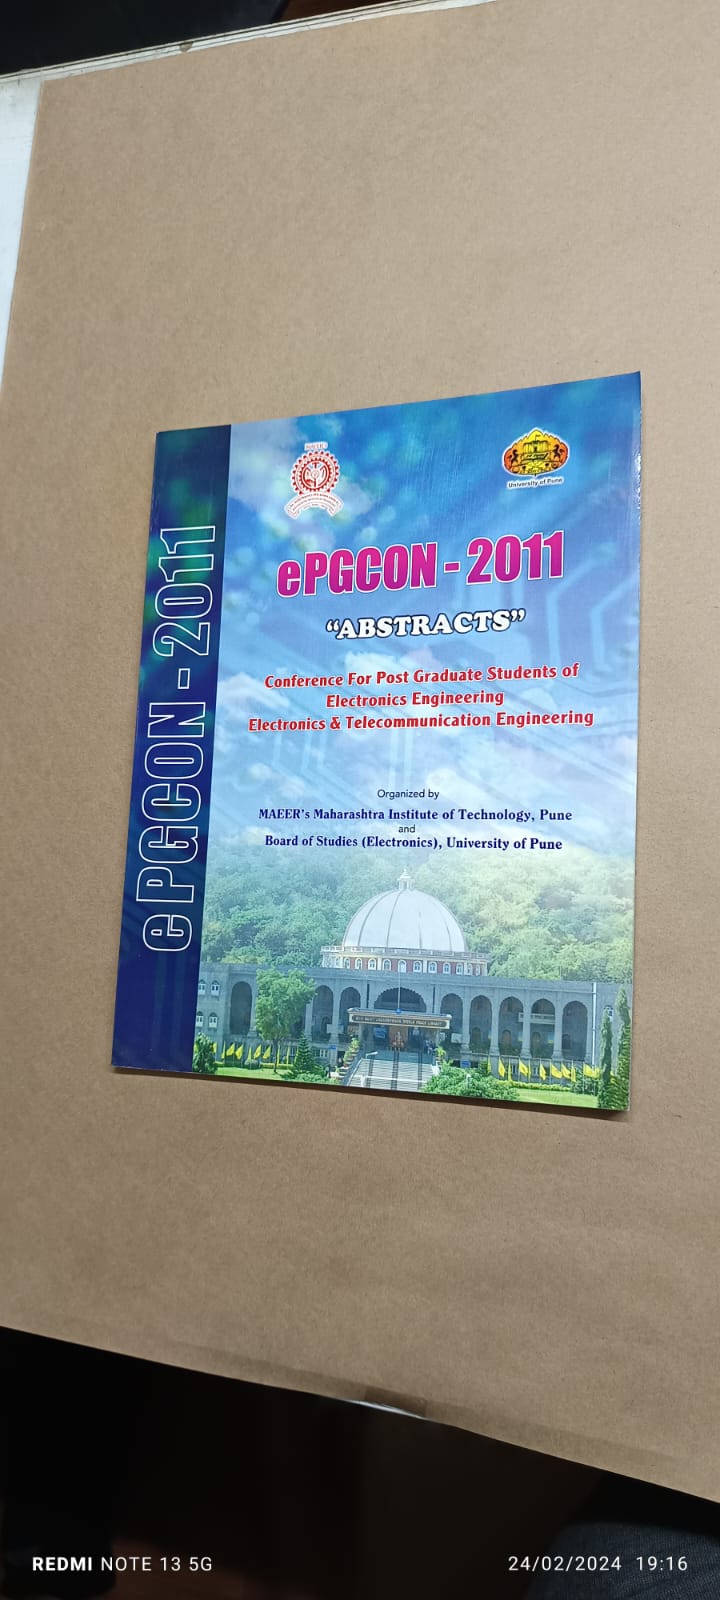 MAEER'S
University of Pune
ePGCON - 2011
ePGCON - 2011
"ABSTRACTS"
Conference For Post Graduate Students of
Electronics Engineering
Electronics & Telecommunication Engineering
Organized by
MAEER's Maharashtra Institute of Technology, Pune
and
Board of Studies (Electronics), University of Pune
REDMI NOTE 13 5G
24/02/2024 19:16